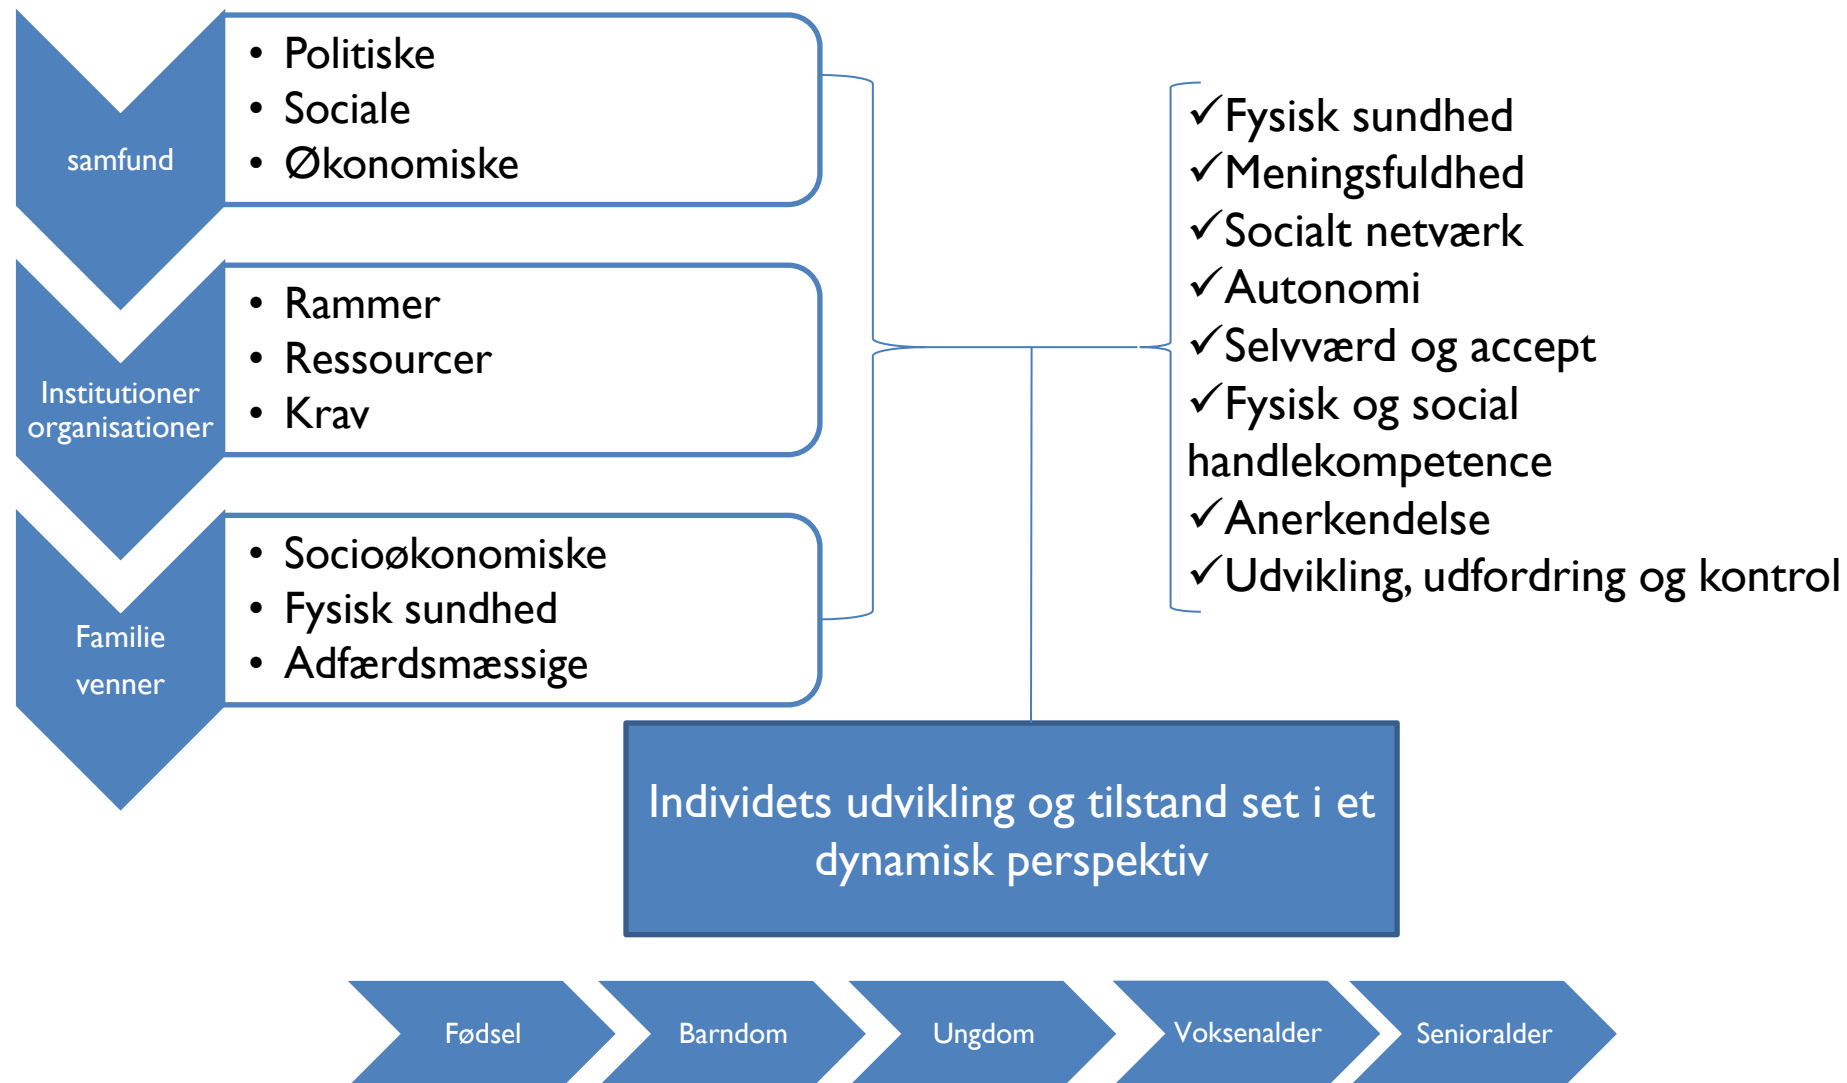 samfund
• Politiske
• Sociale
• Økonomiske
Institutioner
organisationer
• Rammer
• Ressourcer
• Krav
Familie
venner
• Socioøkonomiske
• Fysisk sundhed
• Adfærdsmæssige
✓Fysisk sundhed
✓Meningsfuldhed
✓Socialt netværk
✓Autonomi
✓Selvværd og accept
✓Fysisk og social
handlekompetence
✓Anerkendelse
✓Udvikling, udfordring og kontrol
Individets udvikling og tilstand set i et
dynamisk perspektiv
Fødsel
Barndom
Ungdom
Voksenalder
Senioralder